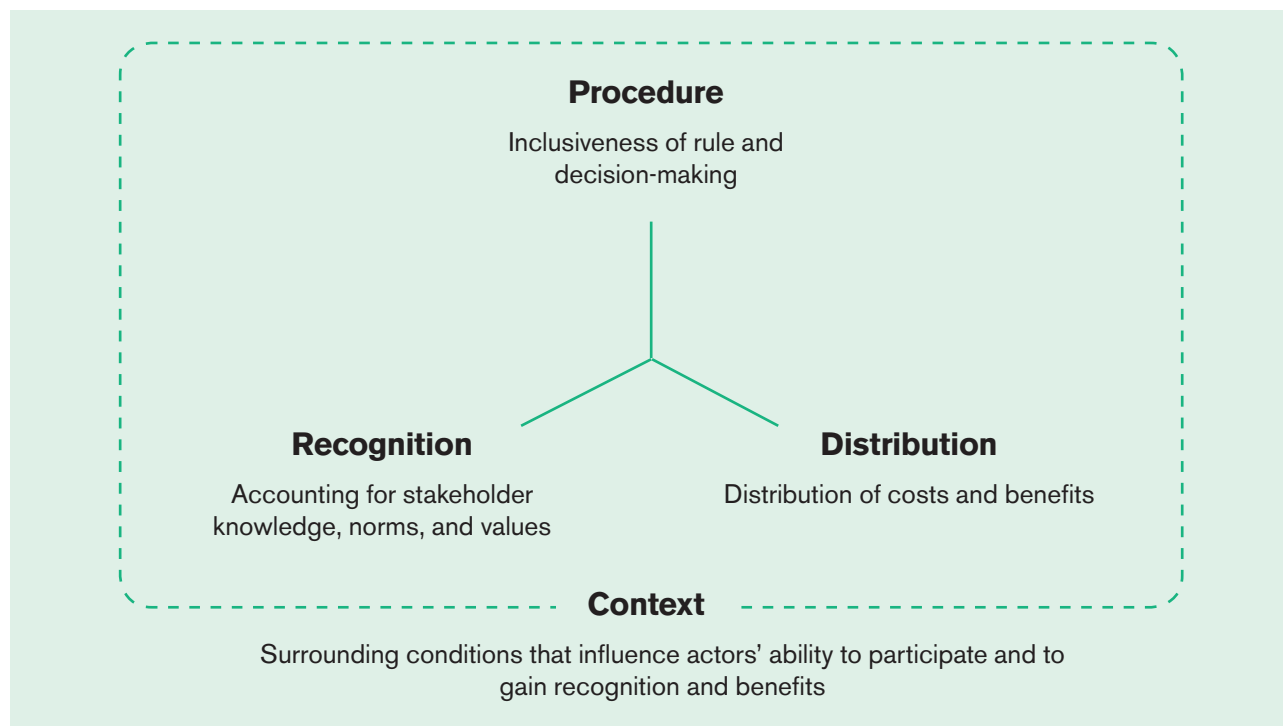 Procedure
Inclusiveness of rule and
decision-making
Recognition
Accounting for stakeholder
knowledge, norms, and values
Distribution
Distribution of costs and benefits
Context
Surrounding conditions that influence actors’ ability to participate and to
gain recognition and benefits